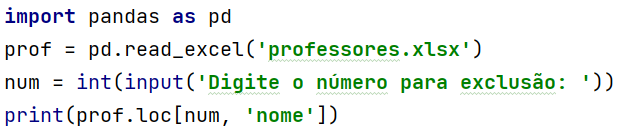 import pandas as pd
prof = pd.read_excel('professores.xlsx')
num = int(input('Digite o número para exclusão: '))
print(prof.loc[num, 'nome'])